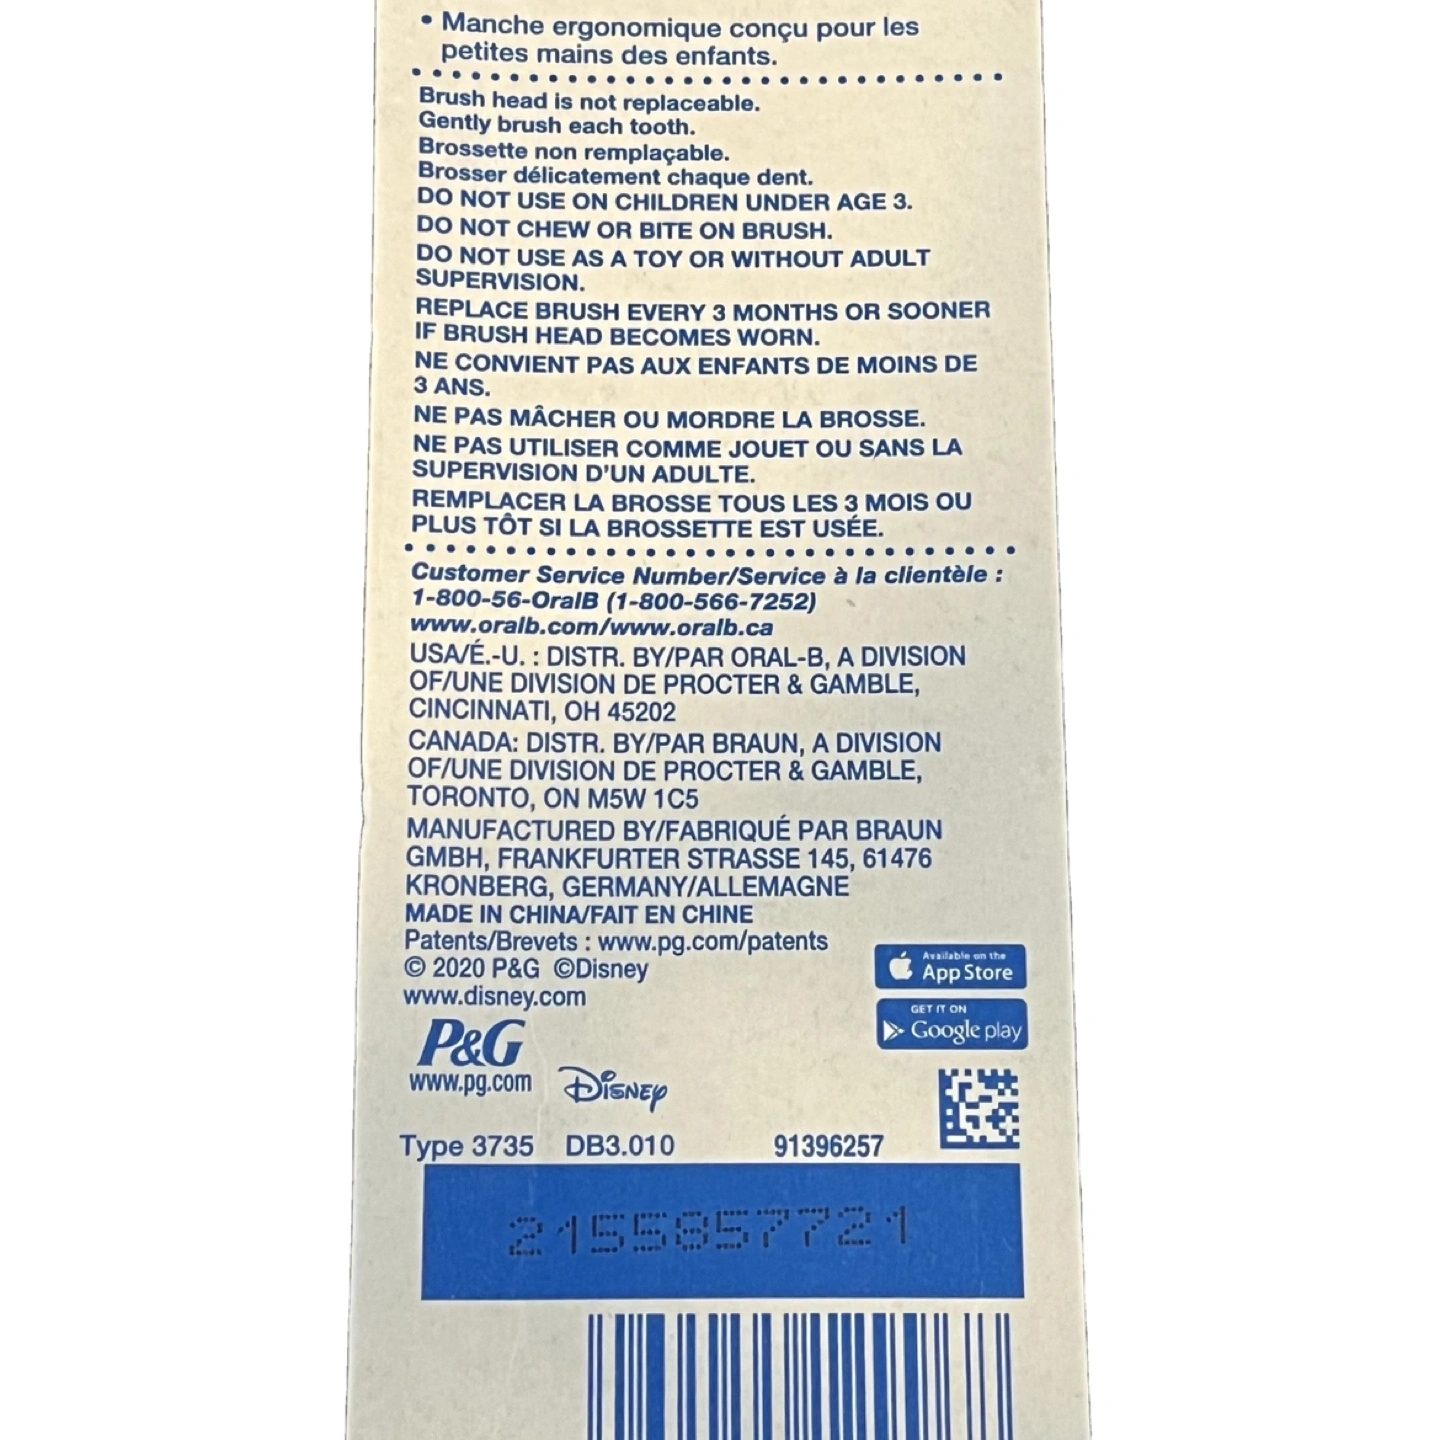 • Manche ergonomique conçu pour les
petites mains des enfants.
Brush head is not replaceable.
Gently brush each tooth.
Brossette non remplaçable.
Brosser délicatement chaque dent.
DO NOT USE ON CHILDREN UNDER AGE 3.
DO NOT CHEW OR BITE ON BRUSH.
DO NOT USE AS A TOY OR WITHOUT ADULT
SUPERVISION.
REPLACE BRUSH EVERY 3 MONTHS OR SOONER
IF BRUSH HEAD BECOMES WORN.
NE CONVIENT PAS AUX ENFANTS DE MOINS DE
3 ANS.
NE PAS MÂCHER OU MORDRE LA BROSSE.
NE PAS UTILISER COMME JOUET OU SANS LA
SUPERVISION D'UN ADULTE.
REMPLACER LA BROSSE TOUS LES 3 MOIS OU
PLUS TÔT SI LA BROSSETTE EST USÉE.
Customer Service Number/Service à la clientèle :
1-800-56-OralB (1-800-566-7252)
www.oralb.com/www.oralb.ca
USA/É.-U. : DISTR. BY/PAR ORAL-B, A DIVISION
OF/UNE DIVISION DE PROCTER & GAMBLE,
CINCINNATI, OH 45202
CANADA: DISTR. BY/PAR BRAUN, A DIVISION
OF/UNE DIVISION DE PROCTER & GAMBLE,
TORONTO, ON M5W 1C5
MANUFACTURED BY/FABRIQUÉ PAR BRAUN
GMBH, FRANKFURTER STRASSE 145, 61476
KRONBERG, GERMANY/ALLEMAGNE
MADE IN CHINA/FAIT EN CHINE
Patents/Brevets : www.pg.com/patents
© 2020 P&G ©Disney
www.disney.com
Available on the
App Store
GET IT ON
Google play
P&G
www.pg.com
Disney
Type 3735 DB3.010 91396257
2155857721